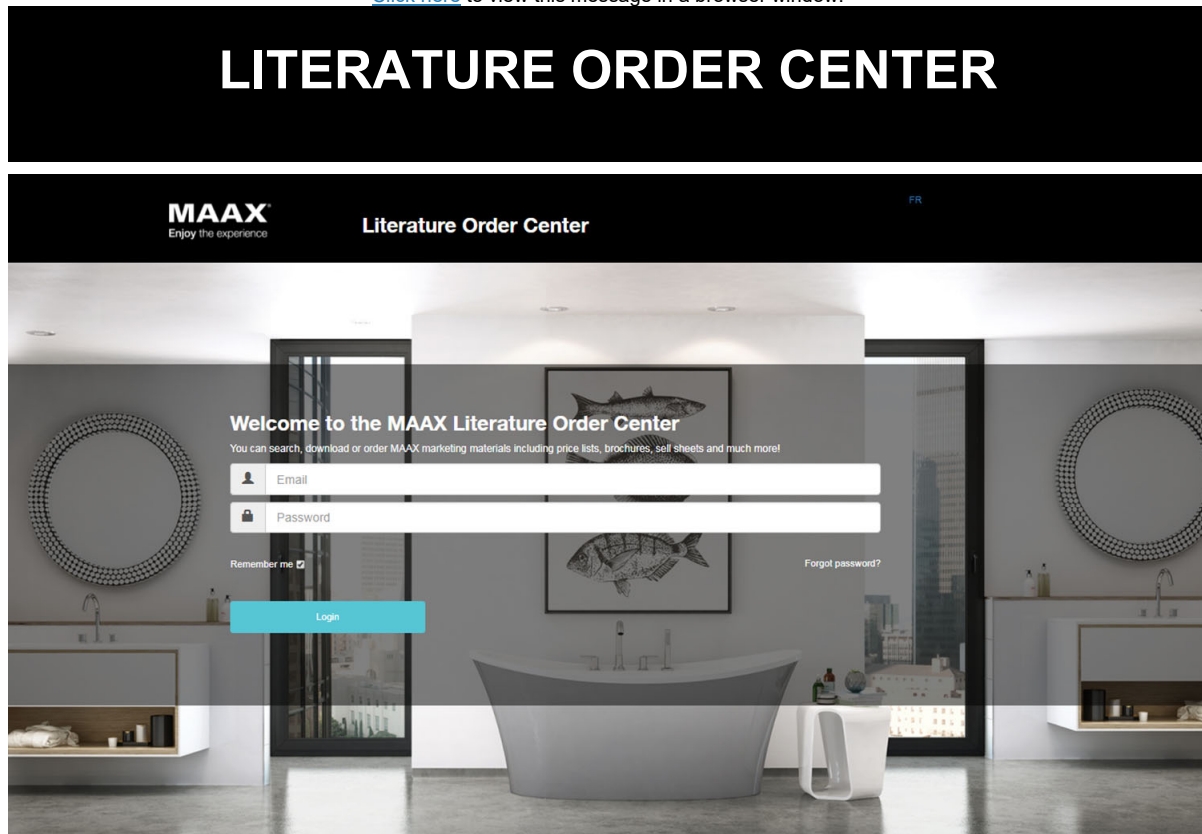 Click here to view this message in a browser window.
LITERATURE ORDER CENTER
MAAX®
Enjoy the experience
Literature Order Center
FR
Welcome to the MAAX Literature Order Center
You can search, download or order MAAX marketing materials including price lists, brochures, sell sheets and much more!
Email
Password
Remember me
Forgot password?
Login